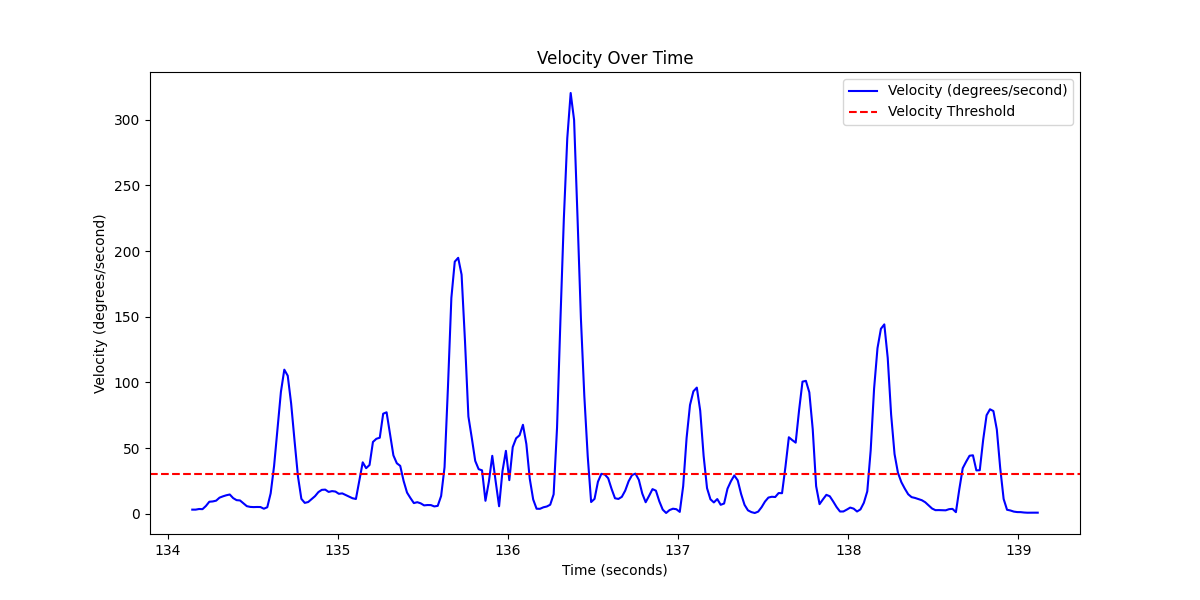 Velocity Over Time
Velocity (degrees/second)
Velocity Threshold
Velocity (degrees/second)
300
250
200
150
100
50
0
134 135 136 137 138 139
Time (seconds)